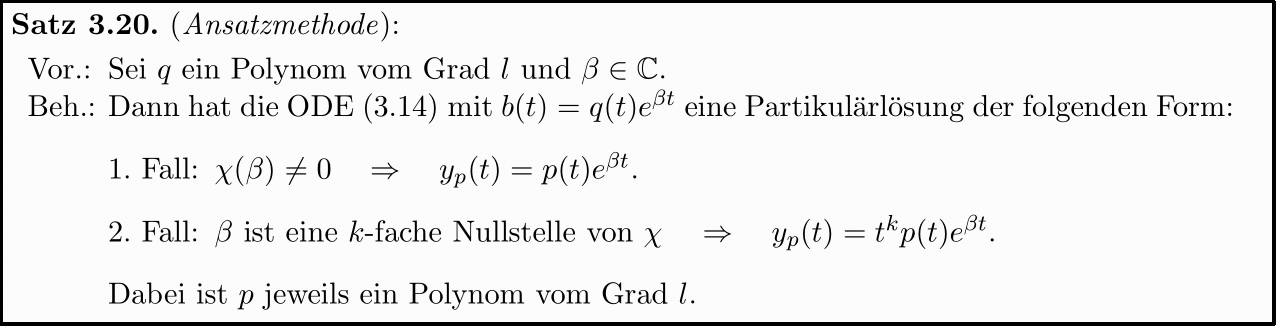 Satz 3.20. (Ansatzmethode):
Vor.: Sei q ein Polynom vom Grad l und β ∈ ℂ.
Beh.: Dann hat die ODE (3.14) mit b(t) = q(t)e^{βt} eine Partikulärlösung der folgenden Form:
1. Fall: χ(β) ≠ 0 ⇒ y_p(t) = p(t)e^{βt}.
2. Fall: β ist eine k-fache Nullstelle von χ ⇒ y_p(t) = t^k p(t)e^{βt}.
Dabei ist p jeweils ein Polynom vom Grad l.